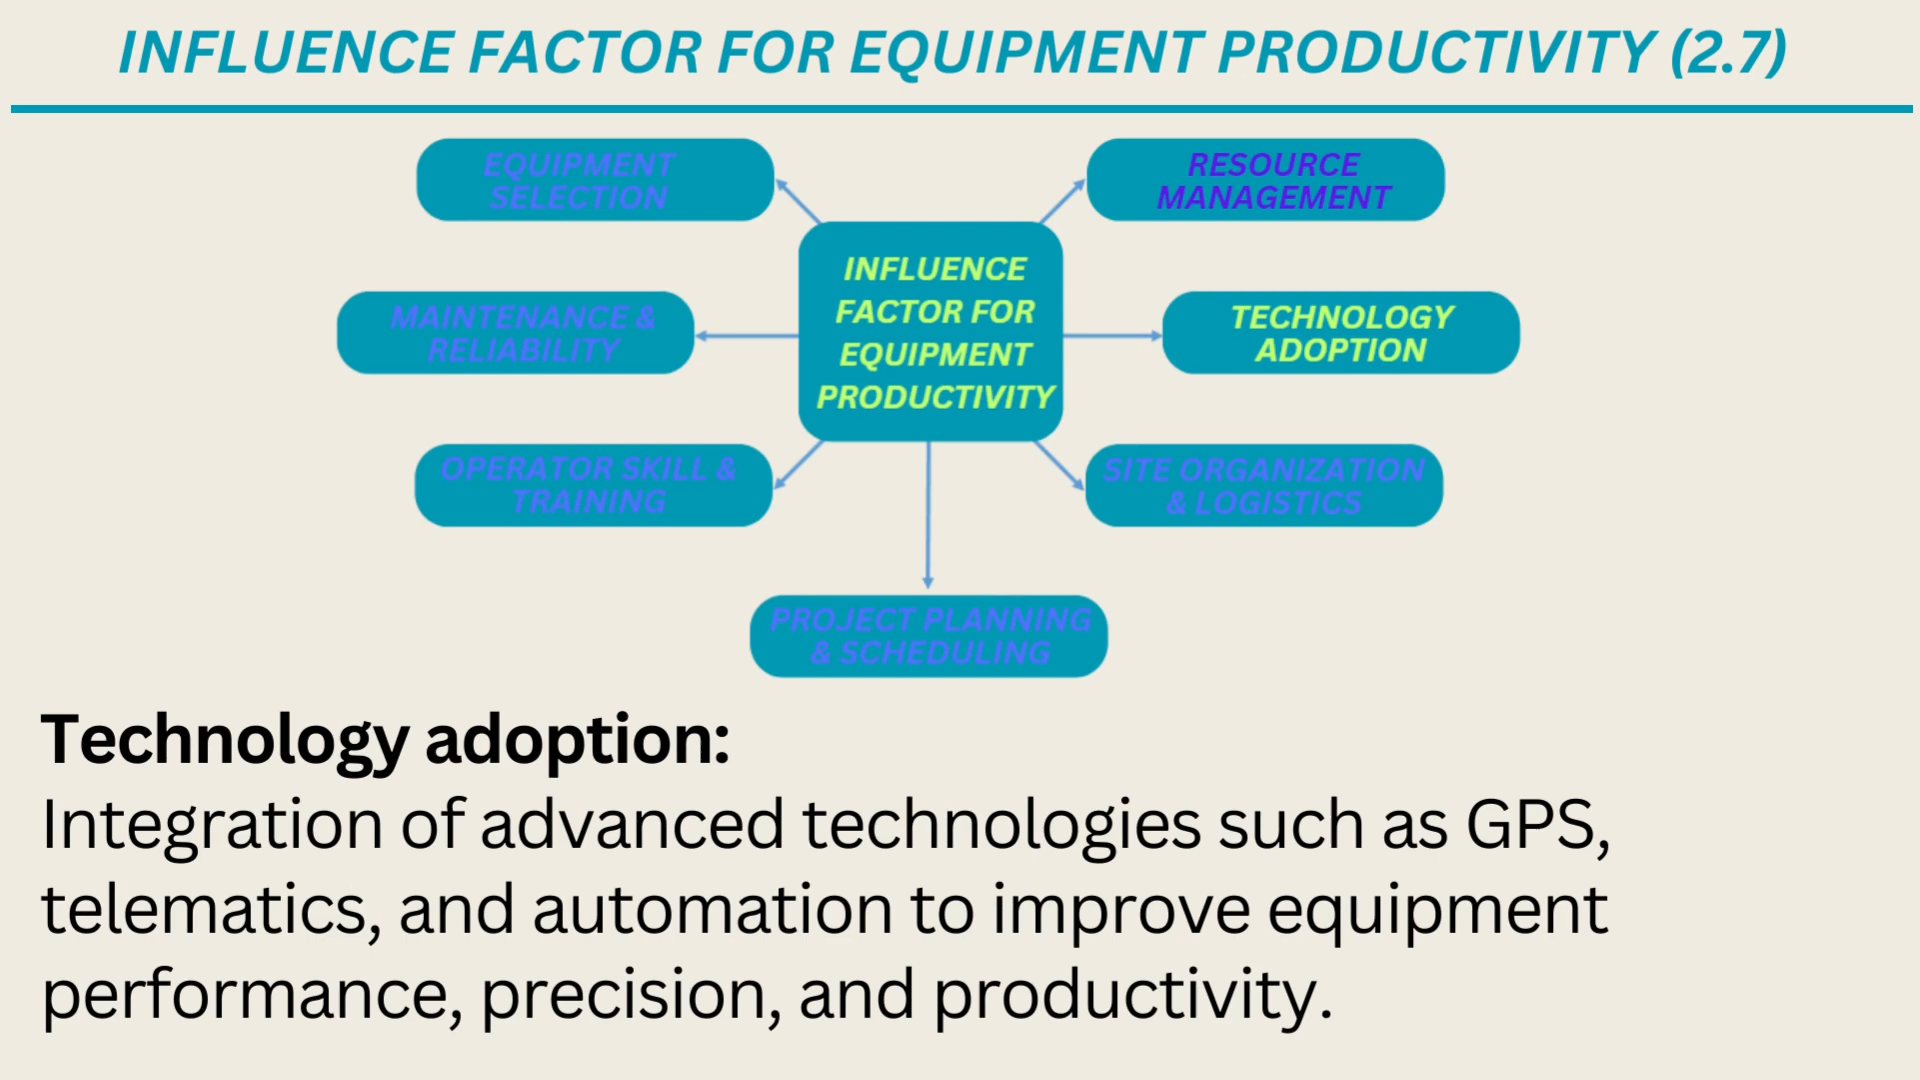 INFLUENCE FACTOR FOR EQUIPMENT PRODUCTIVITY (2.7)
EQUIPMENT
SELECTION
RESOURCE
MANAGEMENT
INFLUENCE
FACTOR FOR
EQUIPMENT
PRODUCTIVITY
MAINTENANCE &
RELIABILITY
TECHNOLOGY
ADOPTION
OPERATOR SKILL &
TRAINING
SITE ORGANIZATION
& LOGISTICS
PROJECT PLANNING
& SCHEDULING
Technology adoption:
Integration of advanced technologies such as GPS,
telematics, and automation to improve equipment
performance, precision, and productivity.